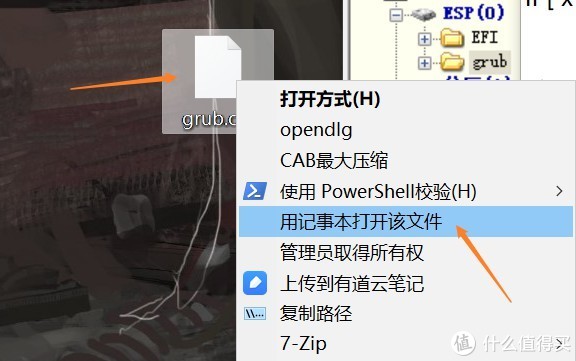 ESP(0)
EFI
grub
grub.c
打开方式(H)
opendlg
CAB最大压缩
使用 PowerShell校验(H)
用记事本打开该文件
管理员取得所有权
上传到有道云笔记
复制路径
7-Zip
什么值得买